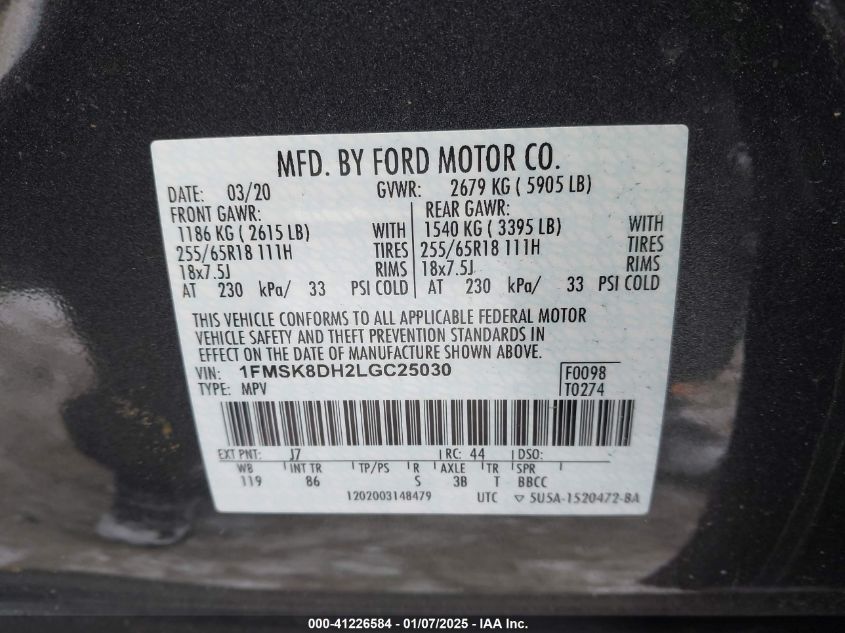 MFD. BY FORD MOTOR CO.
DATE: 03/20 GVWR: 2679 KG ( 5905 LB)
FRONT GAWR: REAR GAWR:
1186 KG ( 2615 LB) WITH 1540 KG ( 3395 LB) WITH
255/65R18 111H TIRES 255/65R18 111H TIRES
18x7.5J RIMS 18x7.5J RIMS
AT 230 kPa/ 33 PSI COLD AT 230 kPa/ 33 PSI COLD
THIS VEHICLE CONFORMS TO ALL APPLICABLE FEDERAL MOTOR
VEHICLE SAFETY AND THEFT PREVENTION STANDARDS IN
EFFECT ON THE DATE OF MANUFACTURE SHOWN ABOVE.
VIN: 1FMSK8DH2LGC25030 F0098
TYPE: MPV T0274
EXT PNT: J7 RC: 44 DSO:
WB INT TR TP/PS R AXLE TR SPR
119 86 S 3B T BBCC
1202003148479 UTC ▽ 5U5A-1520472-BA
000-41226584 — 01/07/2025 — IAA Inc.